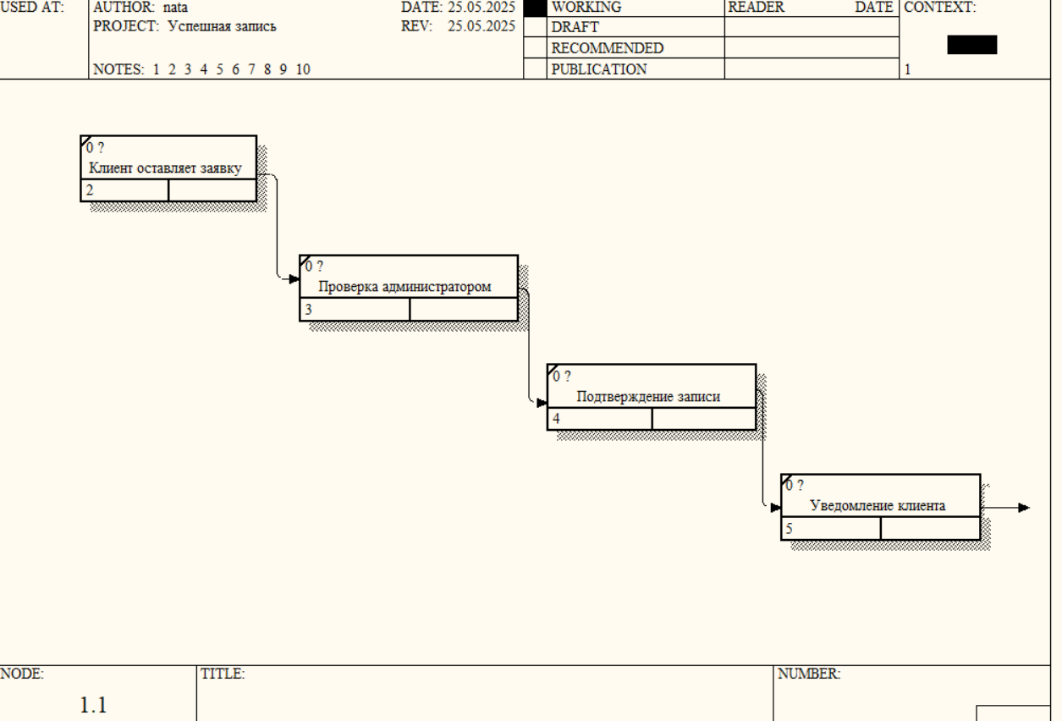 USED AT:
AUTHOR: nata
DATE: 25.05.2025
WORKING
READER
DATE
CONTEXT:
PROJECT: Успешная запись
REV: 25.05.2025
DRAFT
RECOMMENDED
NOTES: 1 2 3 4 5 6 7 8 9 10
PUBLICATION
1
0 ?
Клиент оставляет заявку
2
0 ?
Проверка администратором
3
0 ?
Подтверждение записи
4
0 ?
Уведомление клиента
5
NODE:
TITLE:
NUMBER:
1.1